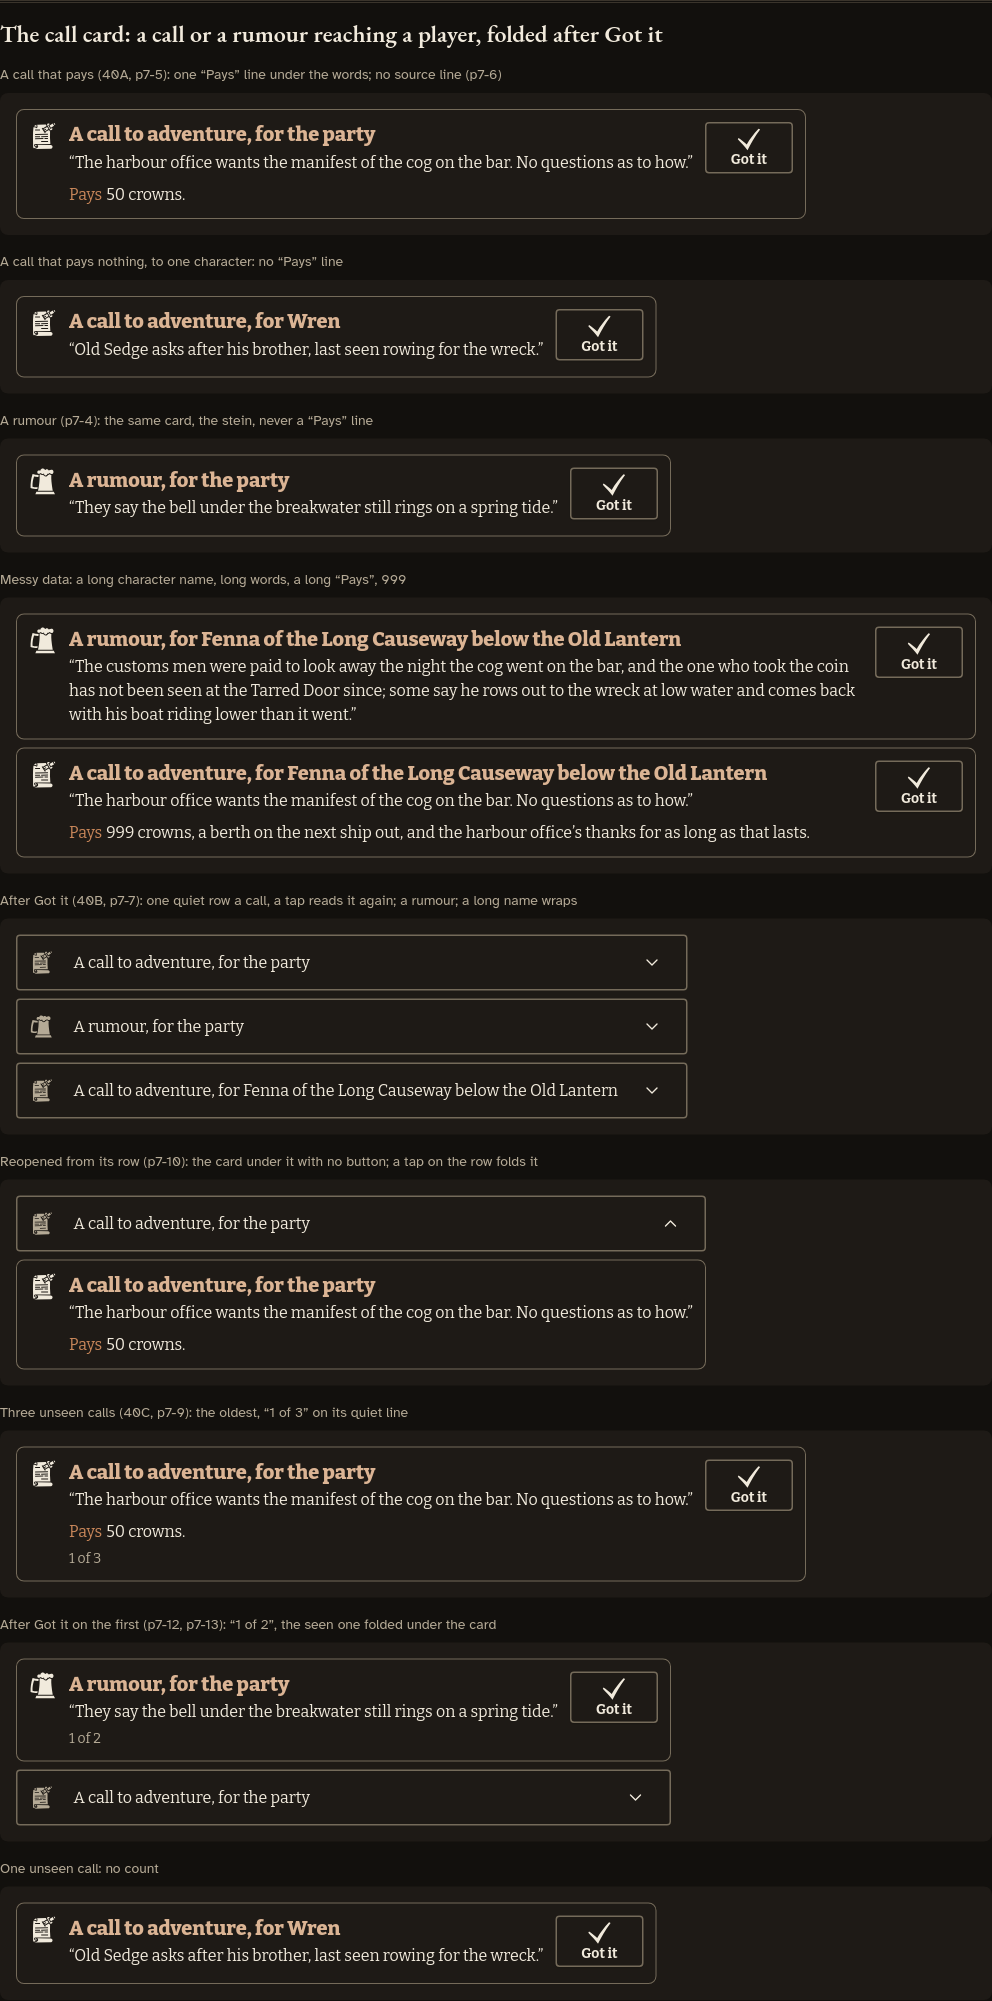 The call card: a call or a rumour reaching a player, folded after Got it
A call that pays (40A, p7-5): one “Pays” line under the words; no source line (p7-6)
A call to adventure, for the party
“The harbour office wants the manifest of the cog on the bar. No questions as to how.”
Pays 50 crowns.
Got it
A call that pays nothing, to one character: no “Pays” line
A call to adventure, for Wren
“Old Sedge asks after his brother, last seen rowing for the wreck.”
Got it
A rumour (p7-4): the same card, the stein, never a “Pays” line
A rumour, for the party
“They say the bell under the breakwater still rings on a spring tide.”
Got it
Messy data: a long character name, long words, a long “Pays”, 999
A rumour, for Fenna of the Long Causeway below the Old Lantern
“The customs men were paid to look away the night the cog went on the bar, and the one who took the coin
has not been seen at the Tarred Door since; some say he rows out to the wreck at low water and comes back
with his boat riding lower than it went.”
Got it
A call to adventure, for Fenna of the Long Causeway below the Old Lantern
“The harbour office wants the manifest of the cog on the bar. No questions as to how.”
Pays 999 crowns, a berth on the next ship out, and the harbour office’s thanks for as long as that lasts.
Got it
After Got it (40B, p7-7): one quiet row a call, a tap reads it again; a rumour; a long name wraps
A call to adventure, for the party
A rumour, for the party
A call to adventure, for Fenna of the Long Causeway below the Old Lantern
Reopened from its row (p7-10): the card under it with no button; a tap on the row folds it
A call to adventure, for the party
A call to adventure, for the party
“The harbour office wants the manifest of the cog on the bar. No questions as to how.”
Pays 50 crowns.
Three unseen calls (40C, p7-9): the oldest, “1 of 3” on its quiet line
A call to adventure, for the party
“The harbour office wants the manifest of the cog on the bar. No questions as to how.”
Pays 50 crowns.
1 of 3
Got it
After Got it on the first (p7-12, p7-13): “1 of 2”, the seen one folded under the card
A rumour, for the party
“They say the bell under the breakwater still rings on a spring tide.”
1 of 2
Got it
A call to adventure, for the party
One unseen call: no count
A call to adventure, for Wren
“Old Sedge asks after his brother, last seen rowing for the wreck.”
Got it